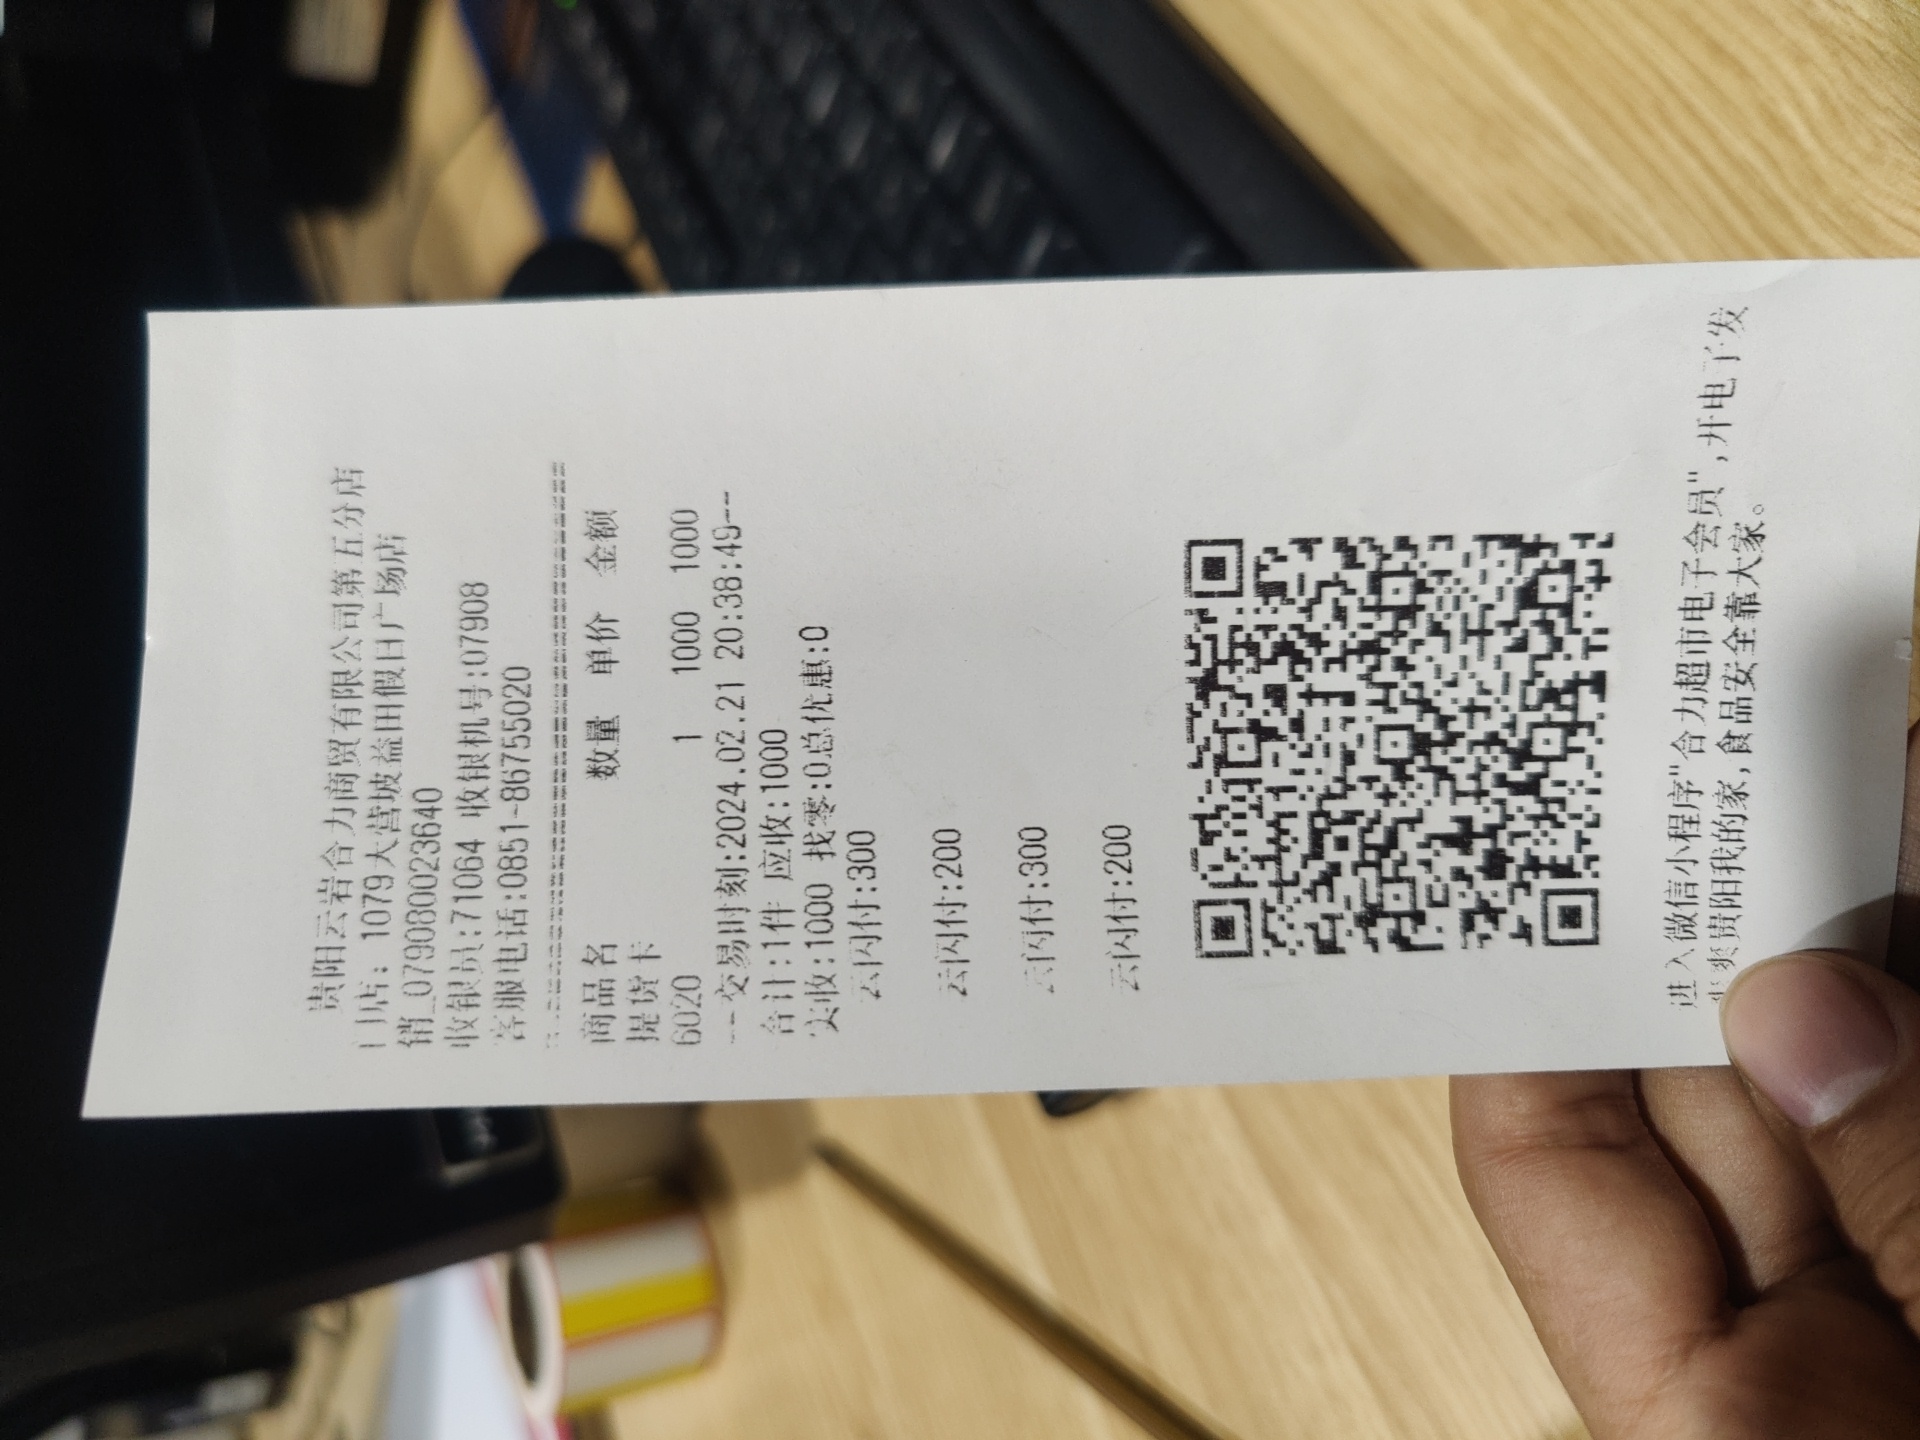 贵阳云岩合力商贸有限公司第五分店
门店: 1079大营坡益田假日广场店
销_079080023640
收银员:71064 收银机号:07908
客服电话:0851-86755020
商品名 数量 单价 金额
提货卡
6020 1 1000 1000
--交易时刻:2024.02.21 20:38:49--
合计:1件 应收:1000
实收:1000 找零:0总优惠:0
云闪付:300
云闪付:200
云闪付:300
云闪付:200
进入微信小程序"合力超市电子会员",开电子发
爽爽贵阳我的家,食品安全靠大家。